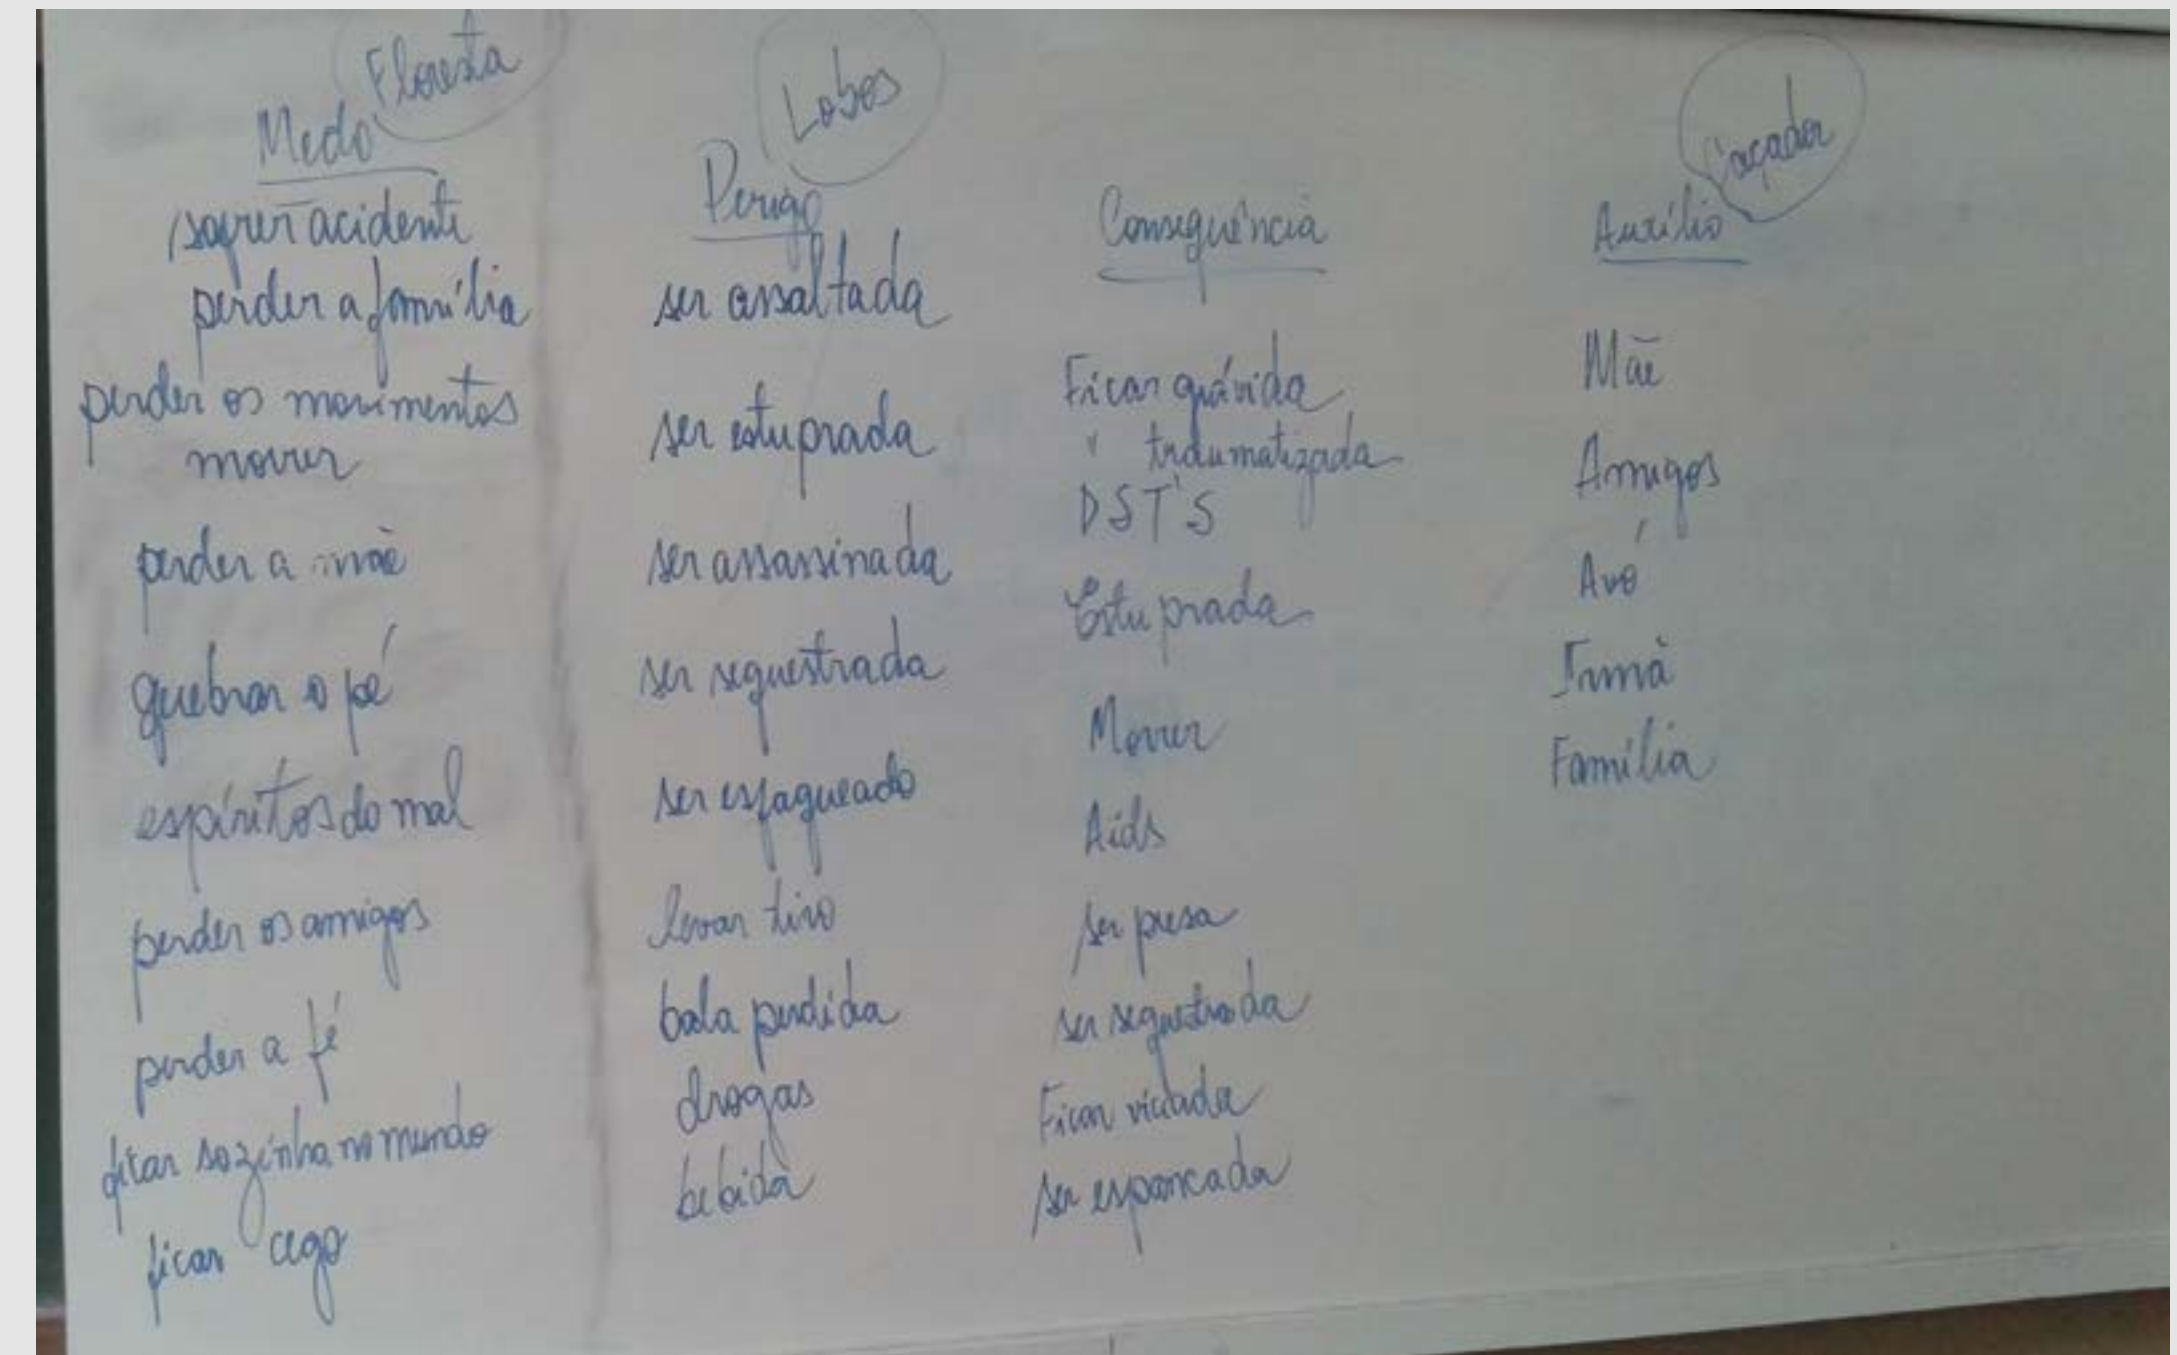 Floresta
Medo
sofrer acidente
perder a família
perder os movimentos
morrer
perder a mãe
quebrar o pé
espíritos do mal
perder os amigos
perder a fé
ficar sozinha no mundo
ficar cego
Lobos
Perigo
ser assaltada
ser estuprada
ser assassinada
ser sequestrada
ser esfaqueado
levar tiro
bala perdida
drogas
bebida
Consequência
Ficar grávida
" traumatizada
DST'S
Estuprada
Morrer
Aids
ser presa
ser sequestrada
Ficar viciada
ser espancada
Caçador
Auxílio
Mãe
Amigos
Avó
Irmã
Família